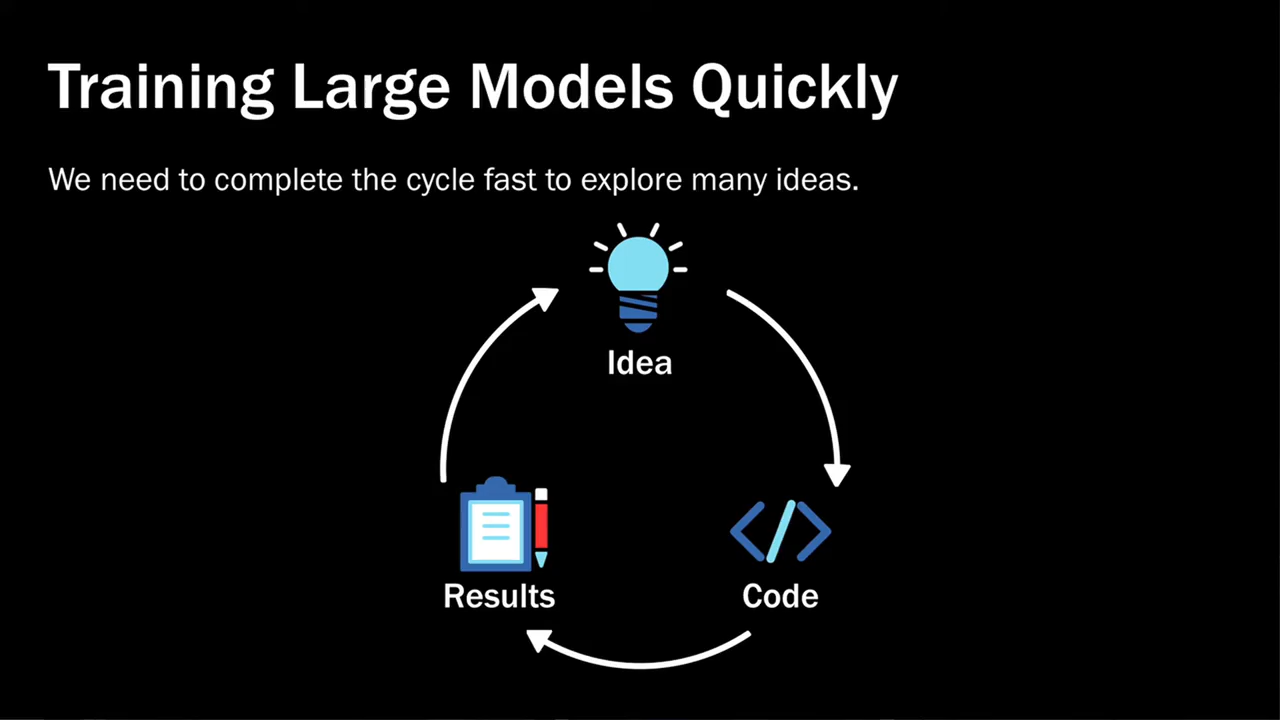 Training Large Models Quickly
We need to complete the cycle fast to explore many ideas.
Idea
Results
Code